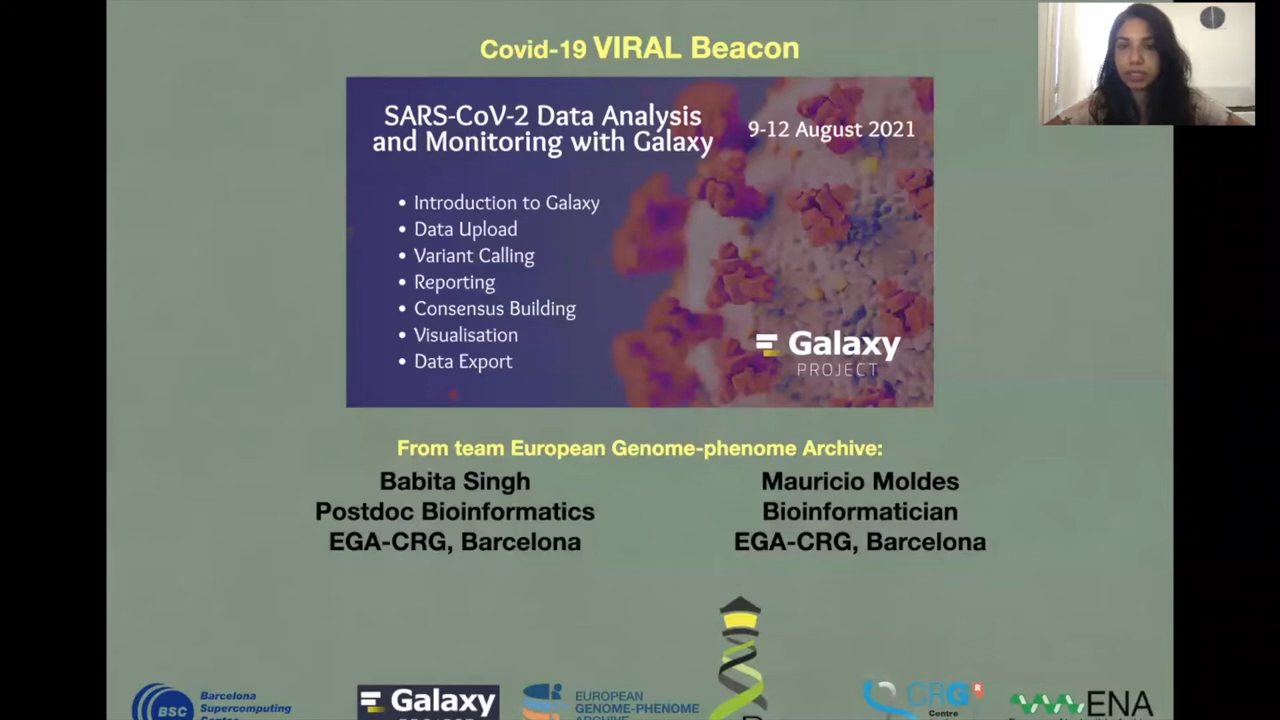 Covid-19 VIRAL Beacon
SARS-CoV-2 Data Analysis
and Monitoring with Galaxy
9-12 August 2021
• Introduction to Galaxy
• Data Upload
• Variant Calling
• Reporting
• Consensus Building
• Visualisation
• Data Export
Galaxy
PROJECT
From team European Genome-phenome Archive:
Babita Singh
Postdoc Bioinformatics
EGA-CRG, Barcelona
Mauricio Moldes
Bioinformatician
EGA-CRG, Barcelona
BSC
Barcelona
Supercomputing
Galaxy
EUROPEAN
GENOME-PHENOME
ARCHIVE
CRG
Centre
ENA